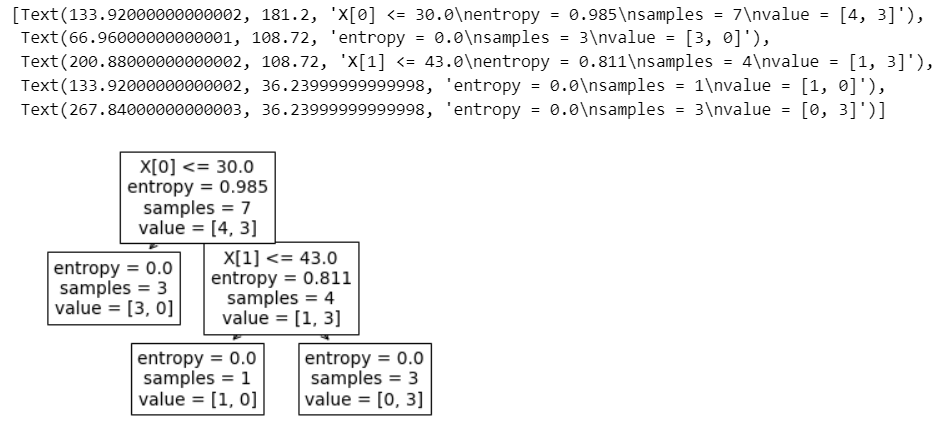 [Text(133.92000000000002, 181.2, 'X[0] <= 30.0\nentropy = 0.985\nsamples = 7\nvalue = [4, 3]'),
Text(66.96000000000001, 108.72, 'entropy = 0.0\nsamples = 3\nvalue = [3, 0]'),
Text(200.88000000000002, 108.72, 'X[1] <= 43.0\nentropy = 0.811\nsamples = 4\nvalue = [1, 3]'),
Text(133.92000000000002, 36.23999999999998, 'entropy = 0.0\nsamples = 1\nvalue = [1, 0]'),
Text(267.84000000000003, 36.23999999999998, 'entropy = 0.0\nsamples = 3\nvalue = [0, 3]')]
X[0] <= 30.0
entropy = 0.985
samples = 7
value = [4, 3]
entropy = 0.0
samples = 3
value = [3, 0]
X[1] <= 43.0
entropy = 0.811
samples = 4
value = [1, 3]
entropy = 0.0
samples = 1
value = [1, 0]
entropy = 0.0
samples = 3
value = [0, 3]